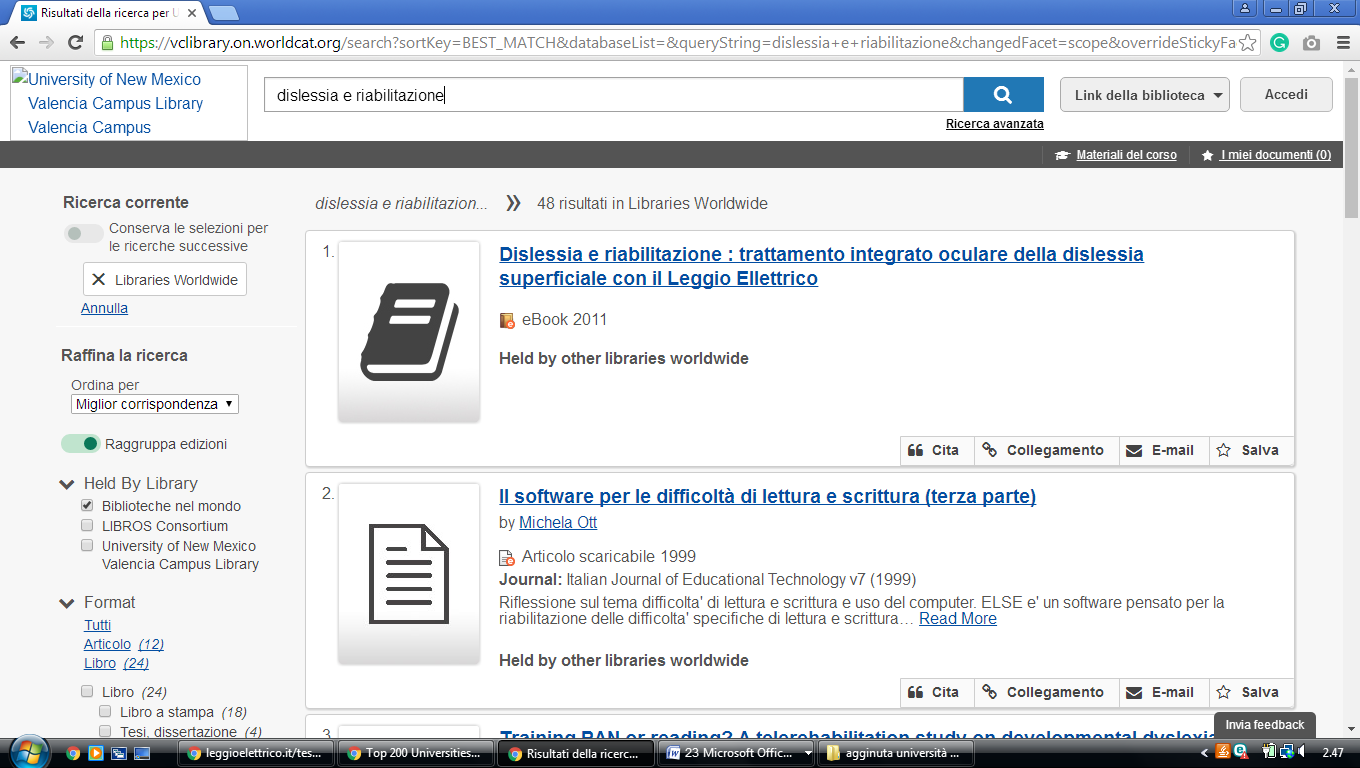 Risultati della ricerca per U
https://vclibrary.on.worldcat.org/search?sortKey=BEST_MATCH&databaseList=&queryString=dislessia+e+riabilitazione&changedFacet=scope&overrideStickyFa
University of New Mexico
Valencia Campus Library
Valencia Campus
dislessia e riabilitazione
Link della biblioteca
Accedi
Ricerca avanzata
Materiali del corso
I miei documenti (0)
Ricerca corrente
Conserva le selezioni per
le ricerche successive
Libraries Worldwide
Annulla
Raffina la ricerca
Ordina per
Miglior corrispondenza
Raggruppa edizioni
Held By Library
Biblioteche nel mondo
LIBROS Consortium
University of New Mexico
Valencia Campus Library
Format
Tutti
Articolo (12)
Libro (24)
Libro (24)
Libro a stampa (18)
Tesi, dissertazione (4)
dislessia e riabilitazion... » 48 risultati in Libraries Worldwide
1.
Dislessia e riabilitazione : trattamento integrato oculare della dislessia
superficiale con il Leggio Ellettrico
eBook 2011
Held by other libraries worldwide
Cita Collegamento E-mail Salva
2.
Il software per le difficoltà di lettura e scrittura (terza parte)
by Michela Ott
Articolo scaricabile 1999
Journal: Italian Journal of Educational Technology v7 (1999)
Riflessione sul tema difficolta' di lettura e scrittura e uso del computer. ELSE e' un software pensato per la
riabilitazione delle difficolta' specifiche di lettura e scrittura… Read More
Held by other libraries worldwide
Cita Collegamento E-mail Salva
3.
Training RAN or reading? A telerehabilitation study on developmental dyslexia
Invia feedback
leggioelettrico.it/tes...
Top 200 Universities...
Risultati della ricerc...
23 Microsoft Offic...
agginuta università ...
2.47